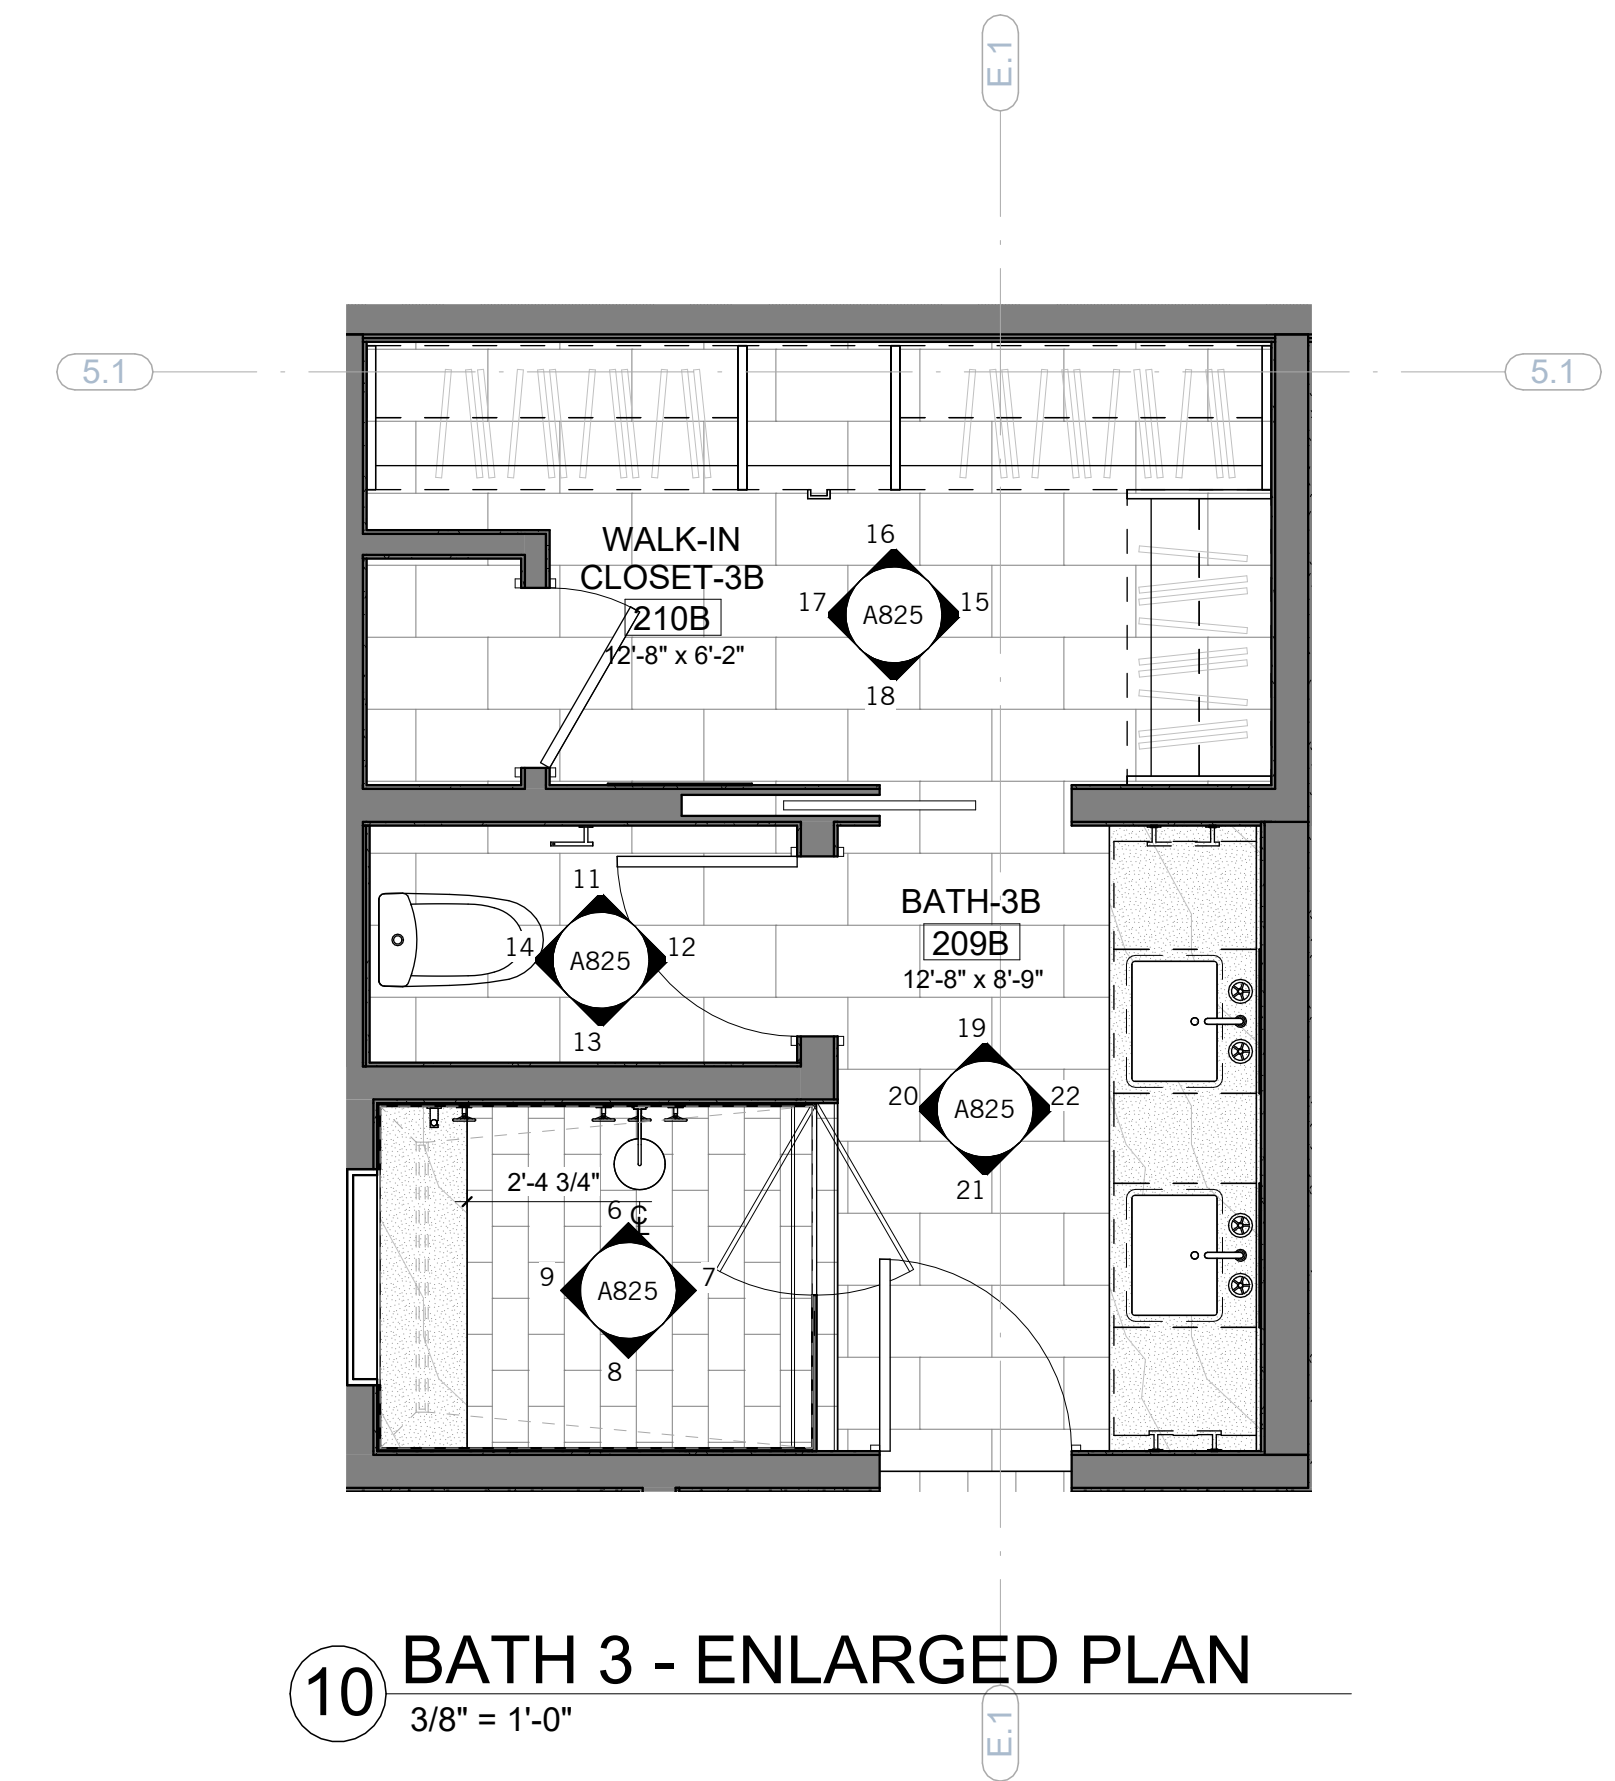 E.1
5.1
5.1
WALK-IN
CLOSET-3B
210B
12'-8" x 6'-2"
16
17
A825
15
18
11
14
A825
12
13
BATH-3B
209B
12'-8" x 8'-9"
19
20
A825
22
21
2'-4 3/4"
6
CL
9
A825
7
8
10
BATH 3 - ENLARGED PLAN
3/8" = 1'-0"
E.1